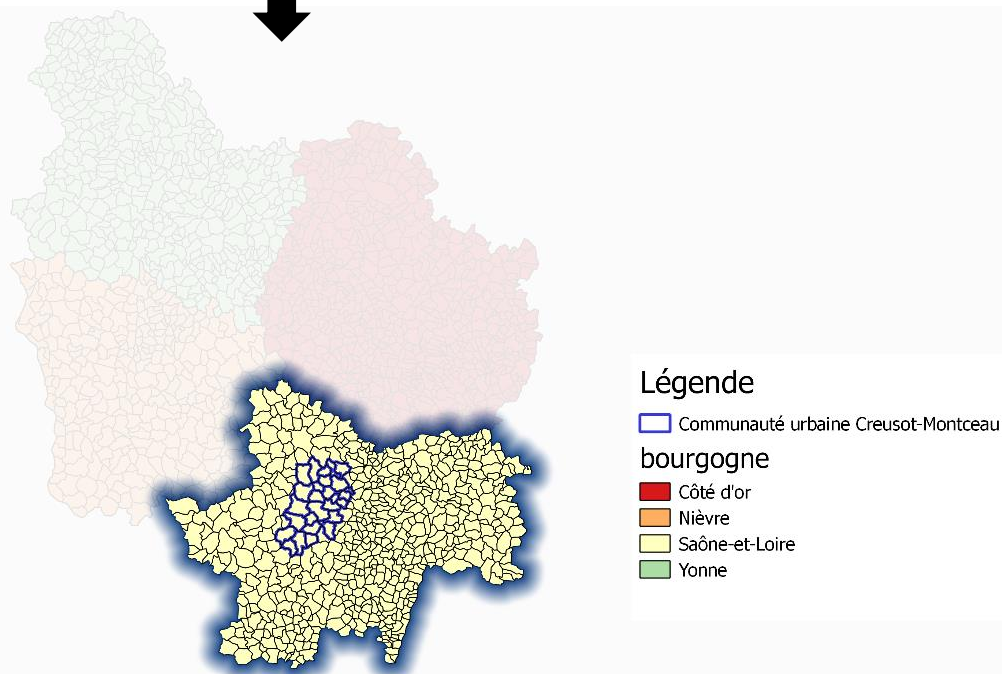 Légende
Communauté urbaine Creusot-Montceau
bourgogne
Côté d'or
Nièvre
Saône-et-Loire
Yonne